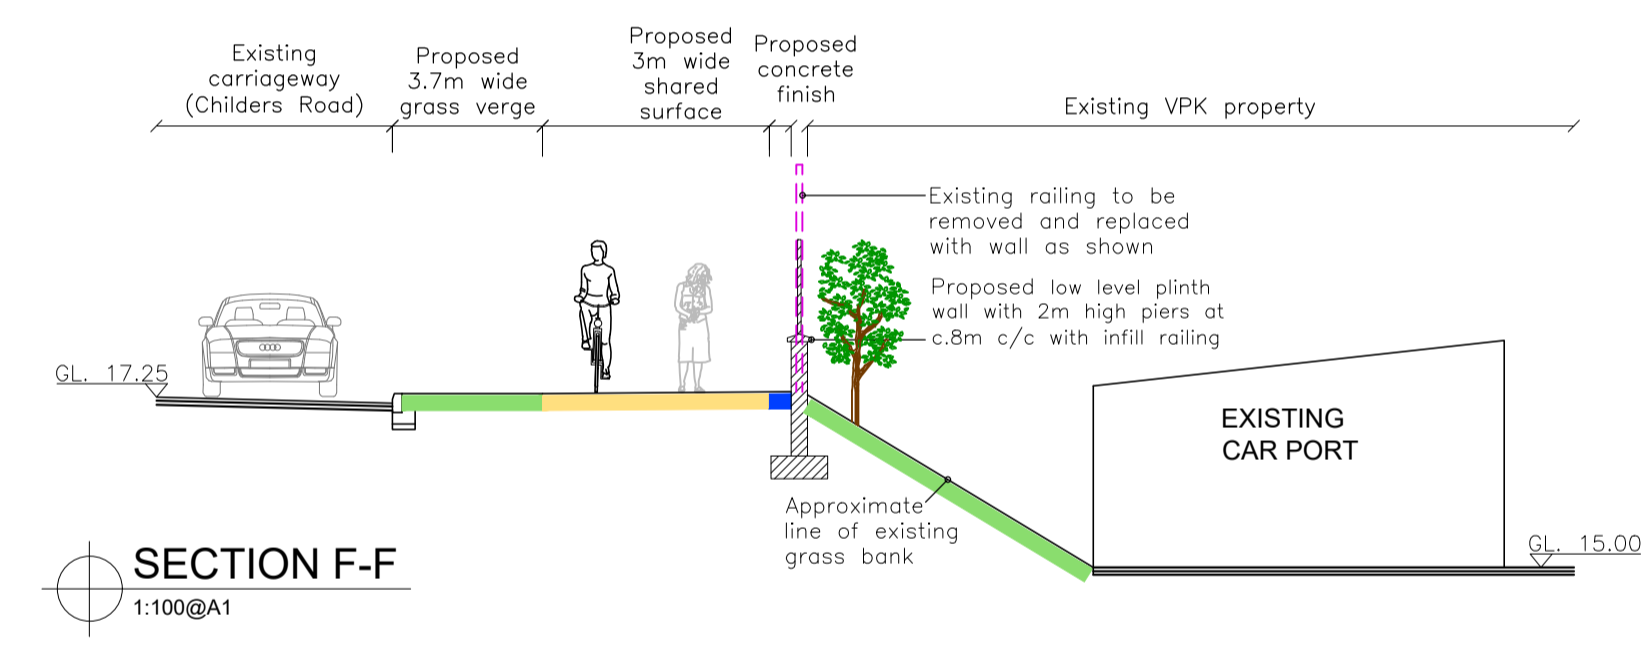 Existing
carriageway
(Childers Road)
Proposed
3.7m wide
grass verge
Proposed
3m wide
shared
surface
Proposed
concrete
finish
Existing VPK property
Existing railing to be
removed and replaced
with wall as shown
Proposed low level plinth
wall with 2m high piers at
c.8m c/c with infill railing
GL. 17.25
EXISTING
CAR PORT
Approximate
line of existing
grass bank
GL. 15.00
SECTION F-F
1:100@A1